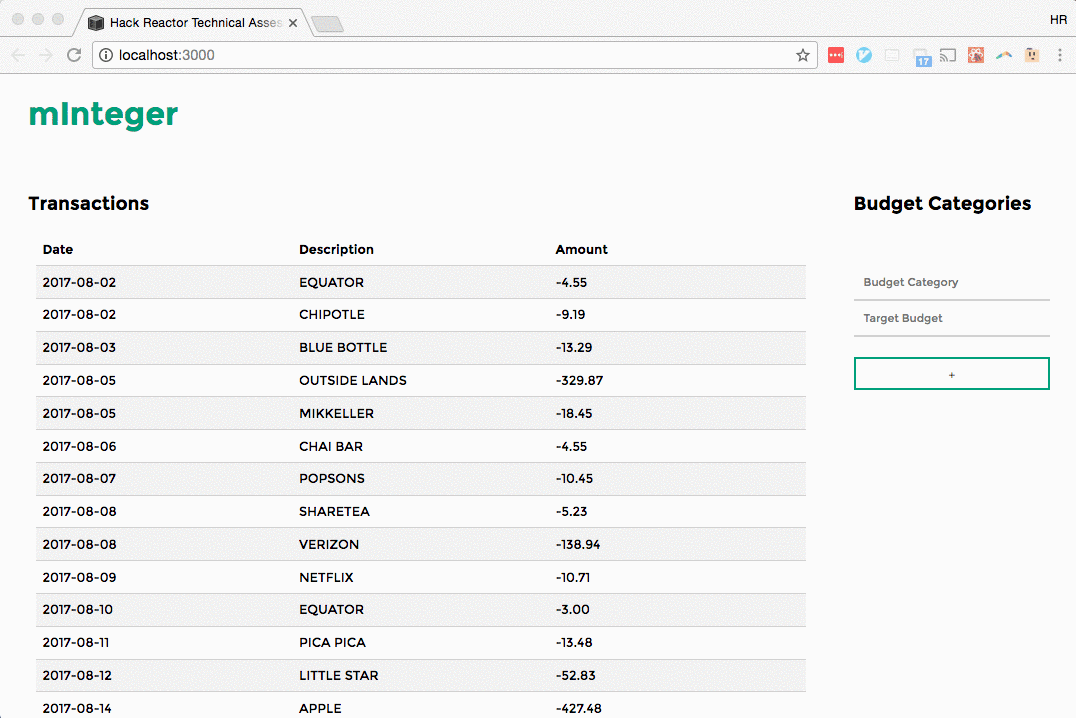 Hack Reactor Technical Asses
HR
localhost:3000
17
mInteger
Transactions
Budget Categories
Date Description Amount
2017-08-02 EQUATOR -4.55
2017-08-02 CHIPOTLE -9.19
2017-08-03 BLUE BOTTLE -13.29
2017-08-05 OUTSIDE LANDS -329.87
2017-08-05 MIKKELLER -18.45
2017-08-06 CHAI BAR -4.55
2017-08-07 POPSONS -10.45
2017-08-08 SHARETEA -5.23
2017-08-08 VERIZON -138.94
2017-08-09 NETFLIX -10.71
2017-08-10 EQUATOR -3.00
2017-08-11 PICA PICA -13.48
2017-08-12 LITTLE STAR -52.83
2017-08-14 APPLE -427.48
Budget Category
Target Budget
+